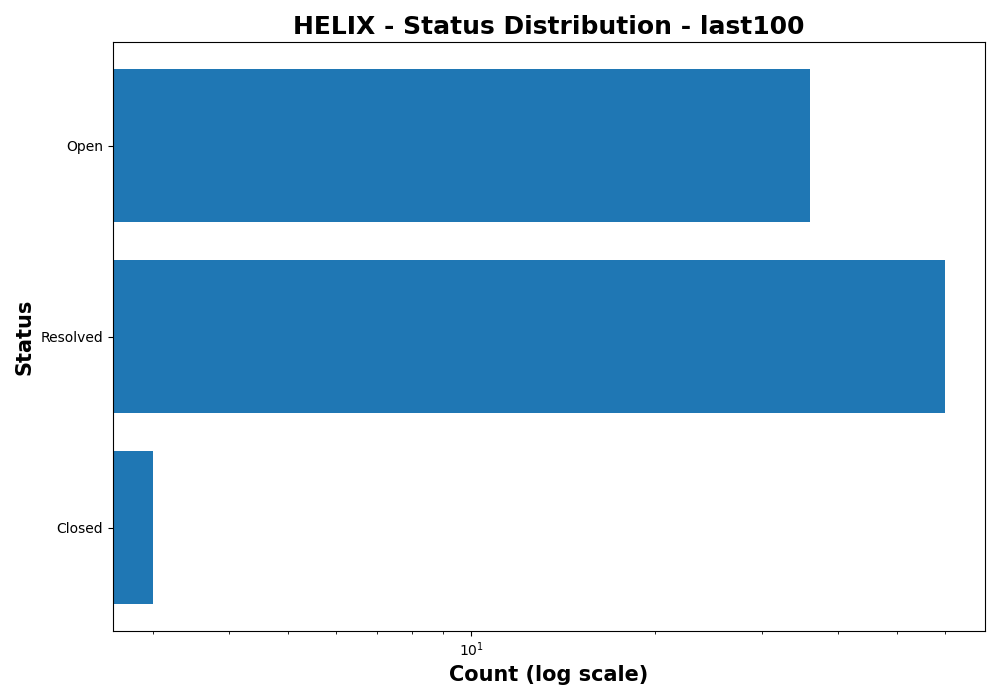 HELIX - Status Distribution - last100
Open
Resolved
Closed
Status
10¹
Count (log scale)